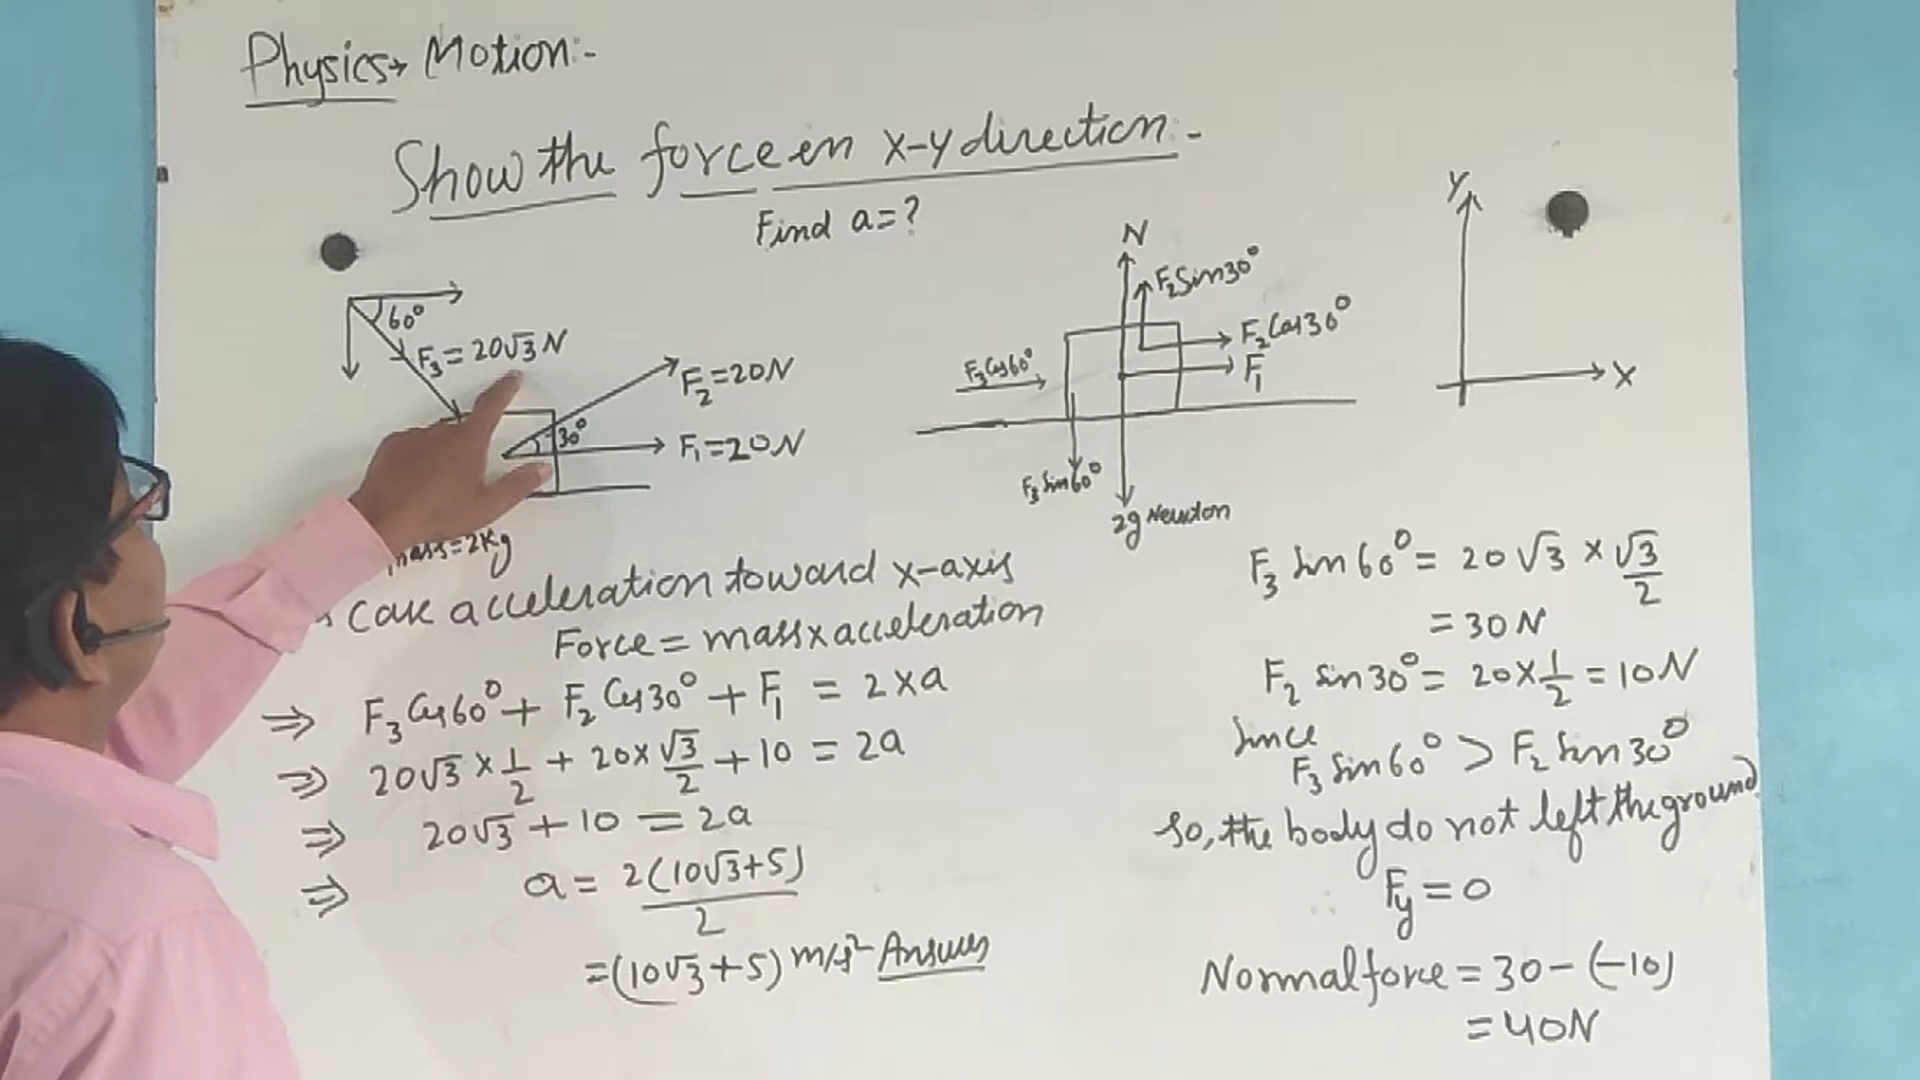 Physics→ Motion:-
Show the force in x-y direction:-
Find a=?
60°
F₃=20√3 N
F₂=20N
30°
F₁=20N
mass=2Kg
N
F₂Sin30°
F₂Cos30°
F₁
F₃Cos60°
F₃Sin60°
2g Newton
Y
X
Case acceleration toward x-axis
Force = mass x acceleration
⇒ F₃Cos60° + F₂Cos30° + F₁ = 2×a
⇒ 20√3 × 1/2 + 20×√3/2 + 10 = 2a
⇒ 20√3 + 10 = 2a
⇒ a = 2(10√3+5)/2
=(10√3+5) m/s² Answer
F₃ Sin60° = 20√3 × √3/2
= 30N
F₂ sin30° = 20×1/2 = 10N
Since
F₃ Sin60° > F₂ Sin30°
So, the body do not left the ground
Fy = 0
Normal force = 30-(-10)
= 40N